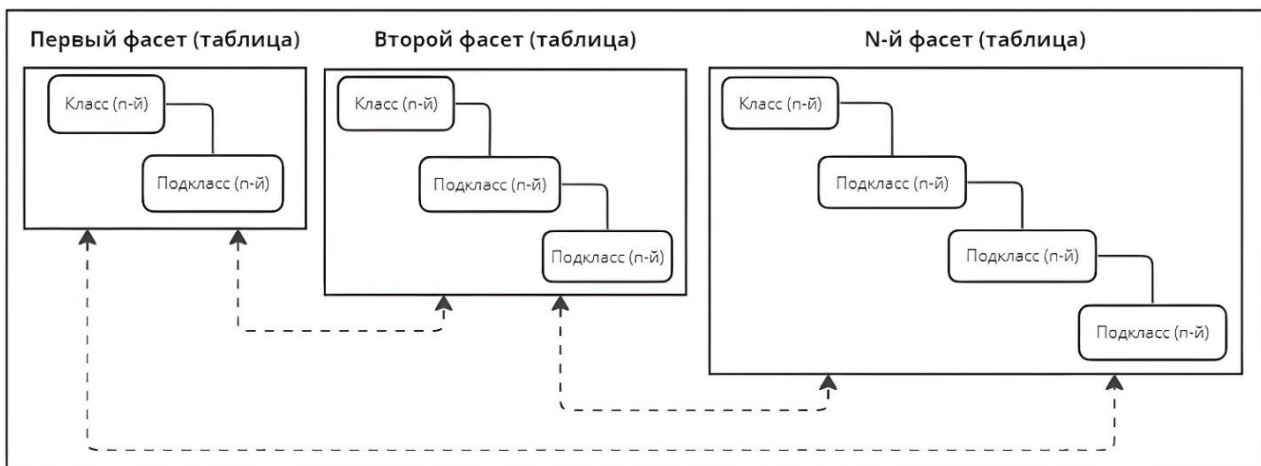 Первый фасет (таблица)
Второй фасет (таблица)
N-й фасет (таблица)
Класс (п-й)
Подкласс (п-й)
Класс (п-й)
Подкласс (п-й)
Подкласс (п-й)
Класс (п-й)
Подкласс (п-й)
Подкласс (п-й)
Подкласс (п-й)